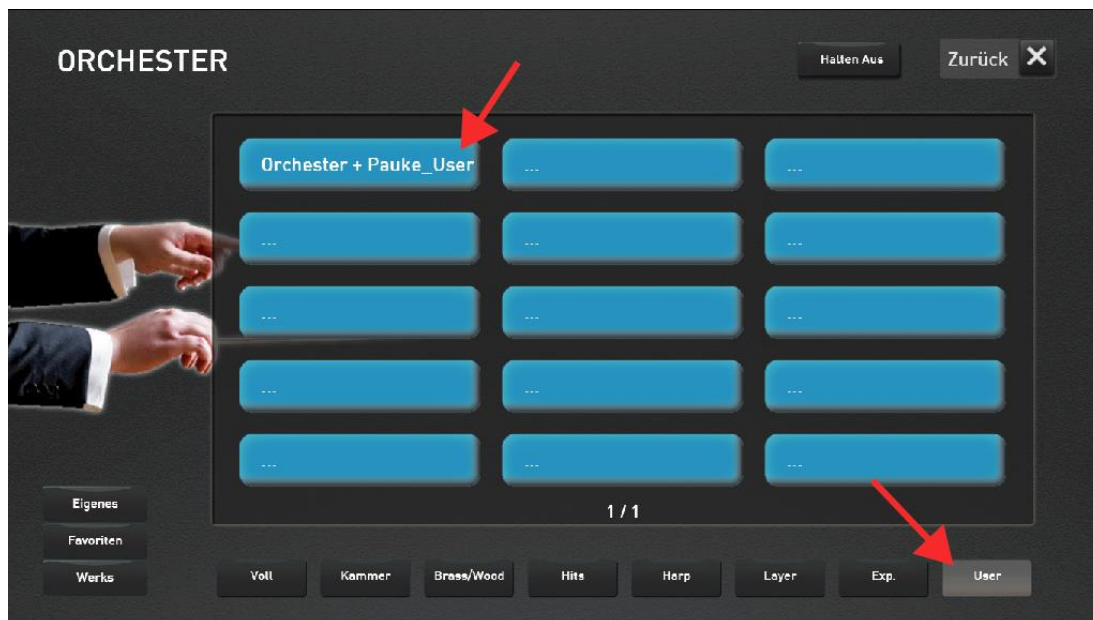 ORCHESTER
Halten Aus
Zurück
Orchester + Pauke_User
...
...
...
...
...
...
...
...
...
...
...
...
...
...
1 / 1
Eigenes
Favoriten
Werks
Voll
Kammer
Brass/Wood
Hits
Harp
Layer
Exp.
User